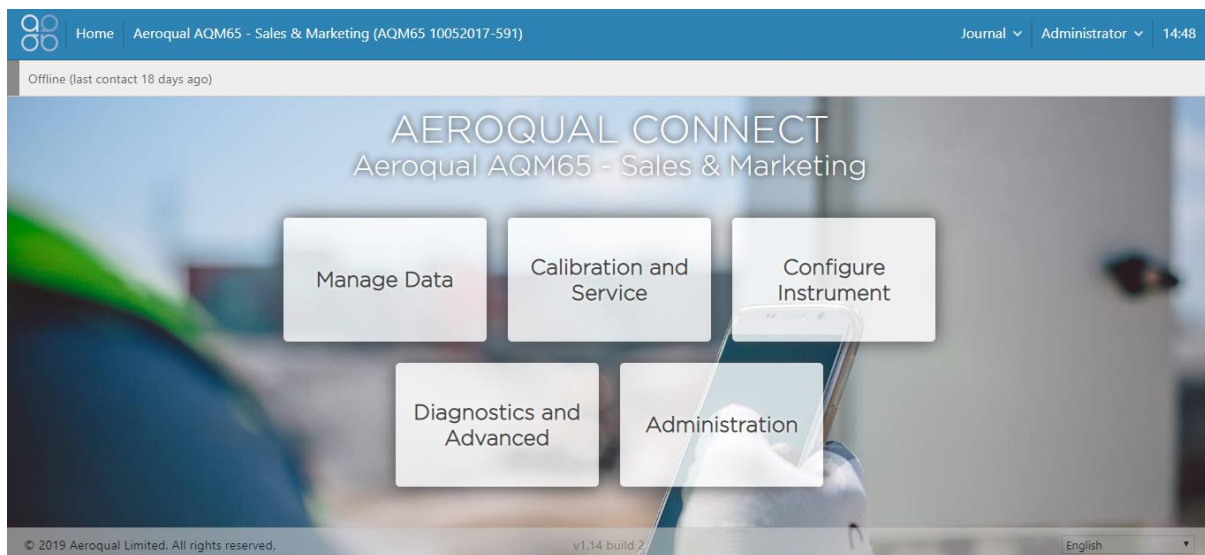 Home Aeroqual AQM65 - Sales & Marketing (AQM65 10052017-591) Journal Administrator 14:48
Offline (last contact 18 days ago)
AEROQUAL CONNECT
Aeroqual AQM65 - Sales & Marketing
Manage Data
Calibration and
Service
Configure
Instrument
Diagnostics and
Advanced
Administration
© 2019 Aeroqual Limited. All rights reserved. v1.14 build 2 English